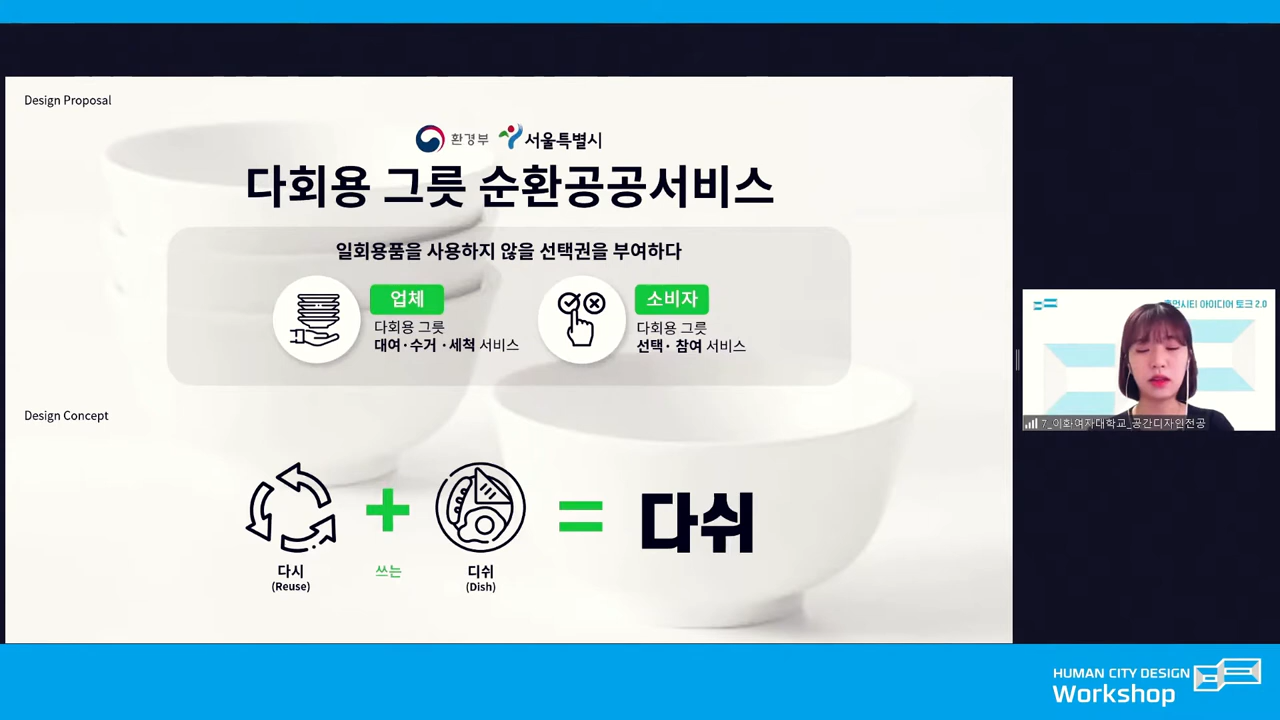 Design Proposal
환경부 서울특별시
다회용 그릇 순환공공서비스
일회용품을 사용하지 않을 선택권을 부여하다
업체
다회용 그릇
대여·수거 ·세척 서비스
소비자
다회용 그릇
선택· 참여 서비스
Design Concept
다시
(Reuse)
쓰는
디쉬
(Dish)
다쉬
시티 아이디어 토크 2.0
7_이화여자대학교_공간디자인전공
HUMAN CITY DESIGN
Workshop